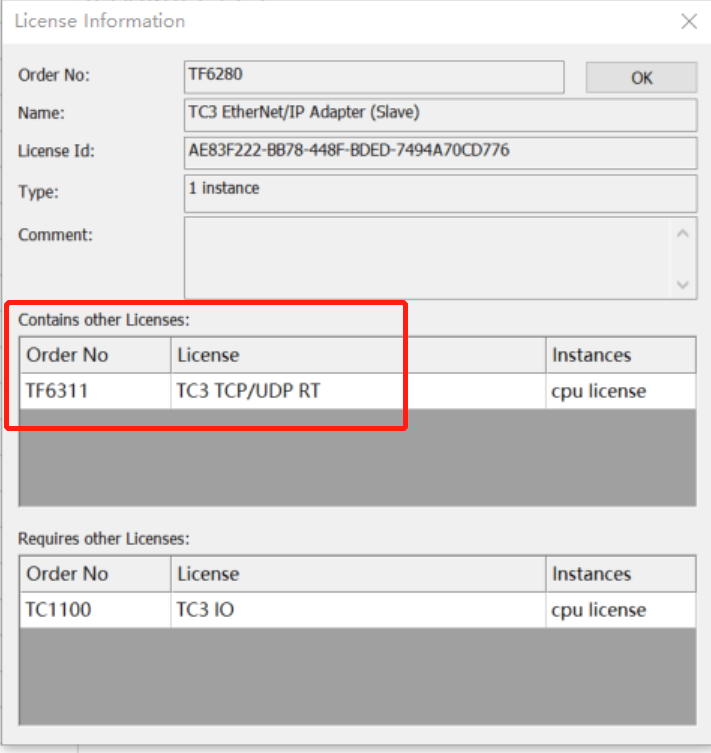 License Information
Order No: TF6280 OK
Name: TC3 EtherNet/IP Adapter (Slave)
License Id: AE83F222-BB78-448F-BDED-7494A70CD776
Type: 1 instance
Comment:
Contains other Licenses:
Order No License Instances
TF6311 TC3 TCP/UDP RT cpu license
Requires other Licenses:
Order No License Instances
TC1100 TC3 IO cpu license